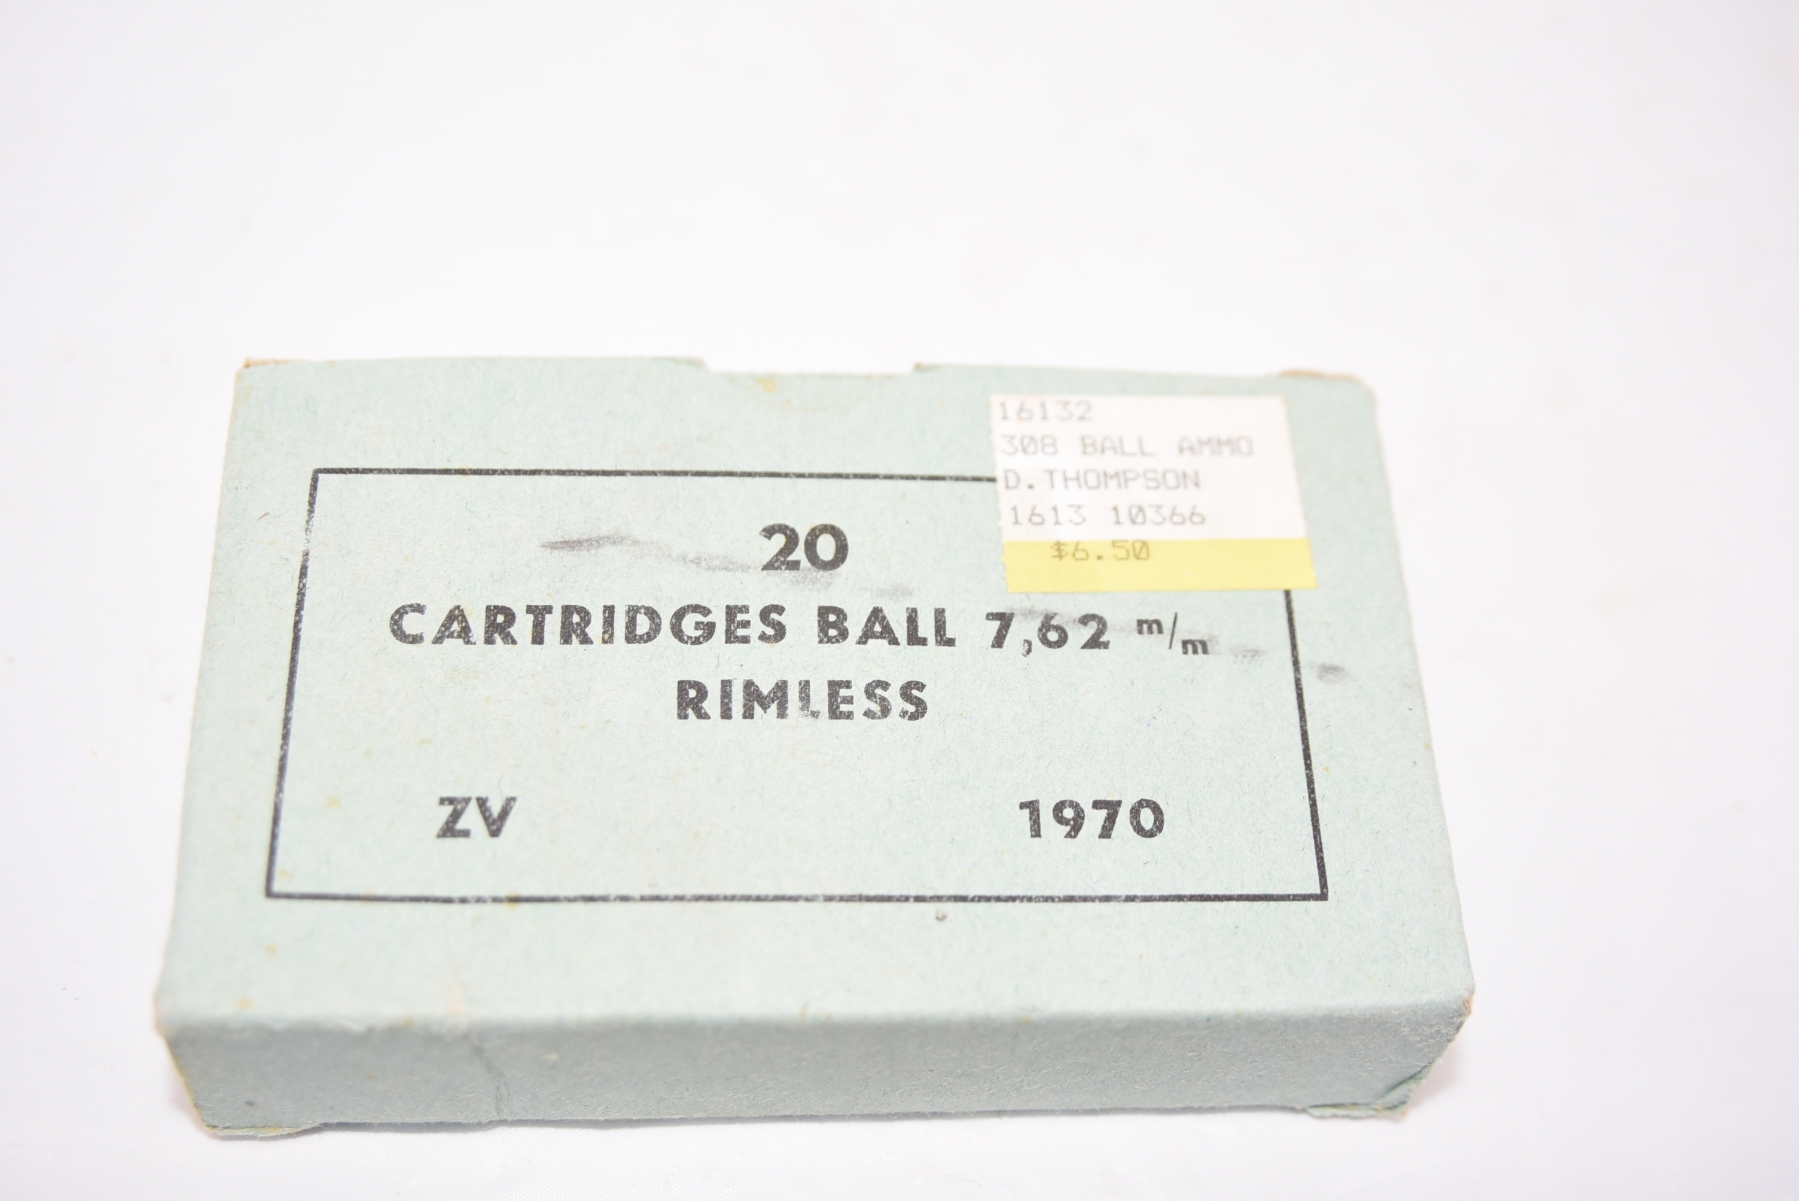 16132
308 BALL AMMO
D.THOMPSON
1613 10366
$6.50
20
CARTRIDGES BALL 7,62 m/m
RIMLESS
ZV 1970